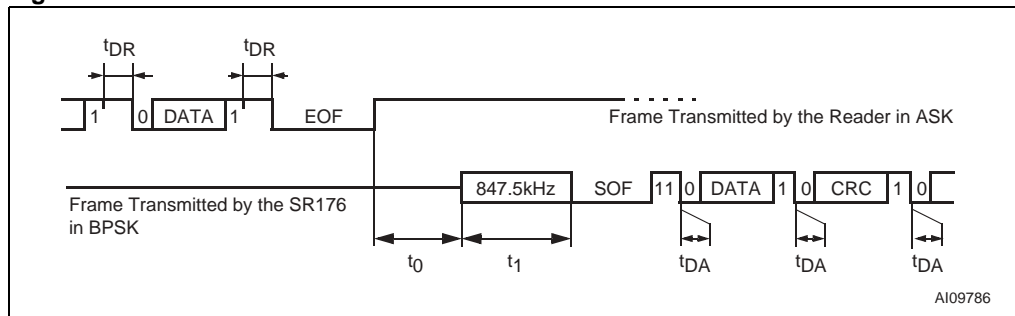 tDR tDR
1 0 DATA 1 EOF
Frame Transmitted by the Reader in ASK
847.5kHz SOF 11 0 DATA 1 0 CRC 1 0
Frame Transmitted by the SR176
in BPSK
t0 t1 tDA tDA tDA
AI09786